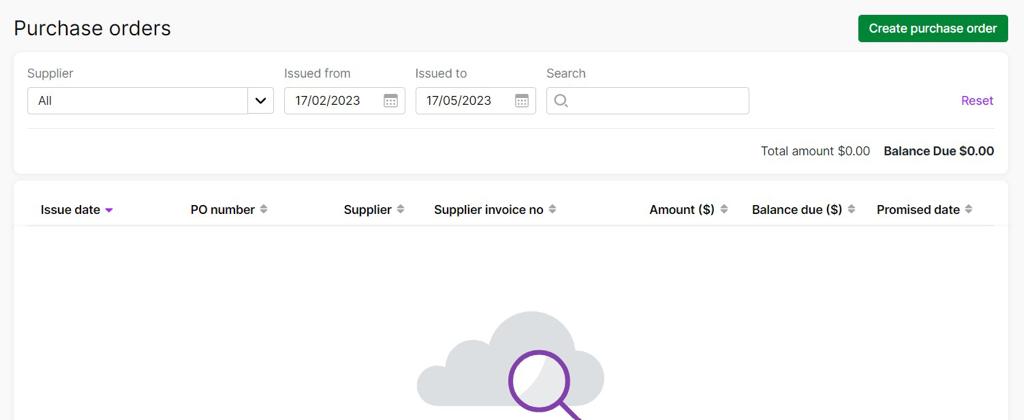 Purchase orders
Create purchase order
Supplier Issued from Issued to Search
All 17/02/2023 17/05/2023 Reset
Total amount $0.00 Balance Due $0.00
Issue date PO number Supplier Supplier invoice no Amount ($) Balance due ($) Promised date